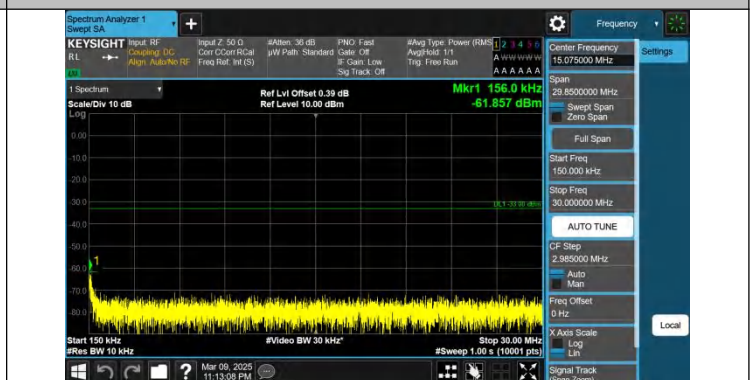 Spectrum Analyzer 1
Swept SA
+
Frequency
KEYSIGHT
RL
Input: RF
Coupling: DC
Align: Auto/No RF
Input Z: 50 Ω
Corr CCorr RCal
Freq Ref: Int (S)
#Atten: 36 dB
µW Path: Standard
PNO: Fast
Gate: Off
IF Gain: Low
Sig Track: Off
#Avg Type: Power (RMS)
Avg|Hold: 1/1
Trig: Free Run
1 2 3 4 5 6
A W W W W W
A A A A A A
1 Spectrum
Scale/Div 10 dB
Log
Ref Lvl Offset 0.39 dB
Ref Level 10.00 dBm
Mkr1 156.0 kHz
-61.857 dBm
0.00
-10.0
-20.0
-30.0
-40.0
-50.0
-60.0
-70.0
-80.0
1
Start 150 kHz
#Res BW 10 kHz
#Video BW 30 kHz*
Stop 30.00 MHz
#Sweep 1.00 s (10001 pts)
Center Frequency
15.075000 MHz
Settings
Span
29.8500000 MHz
Swept Span
Zero Span
Full Span
Start Freq
150.000 kHz
Stop Freq
30.000000 MHz
AUTO TUNE
CF Step
2.985000 MHz
Auto
Man
Freq Offset
0 Hz
X Axis Scale
Log
Lin
Signal Track
(Span Zoom)
Local
?
Mar 09, 2025
11:13:08 PM